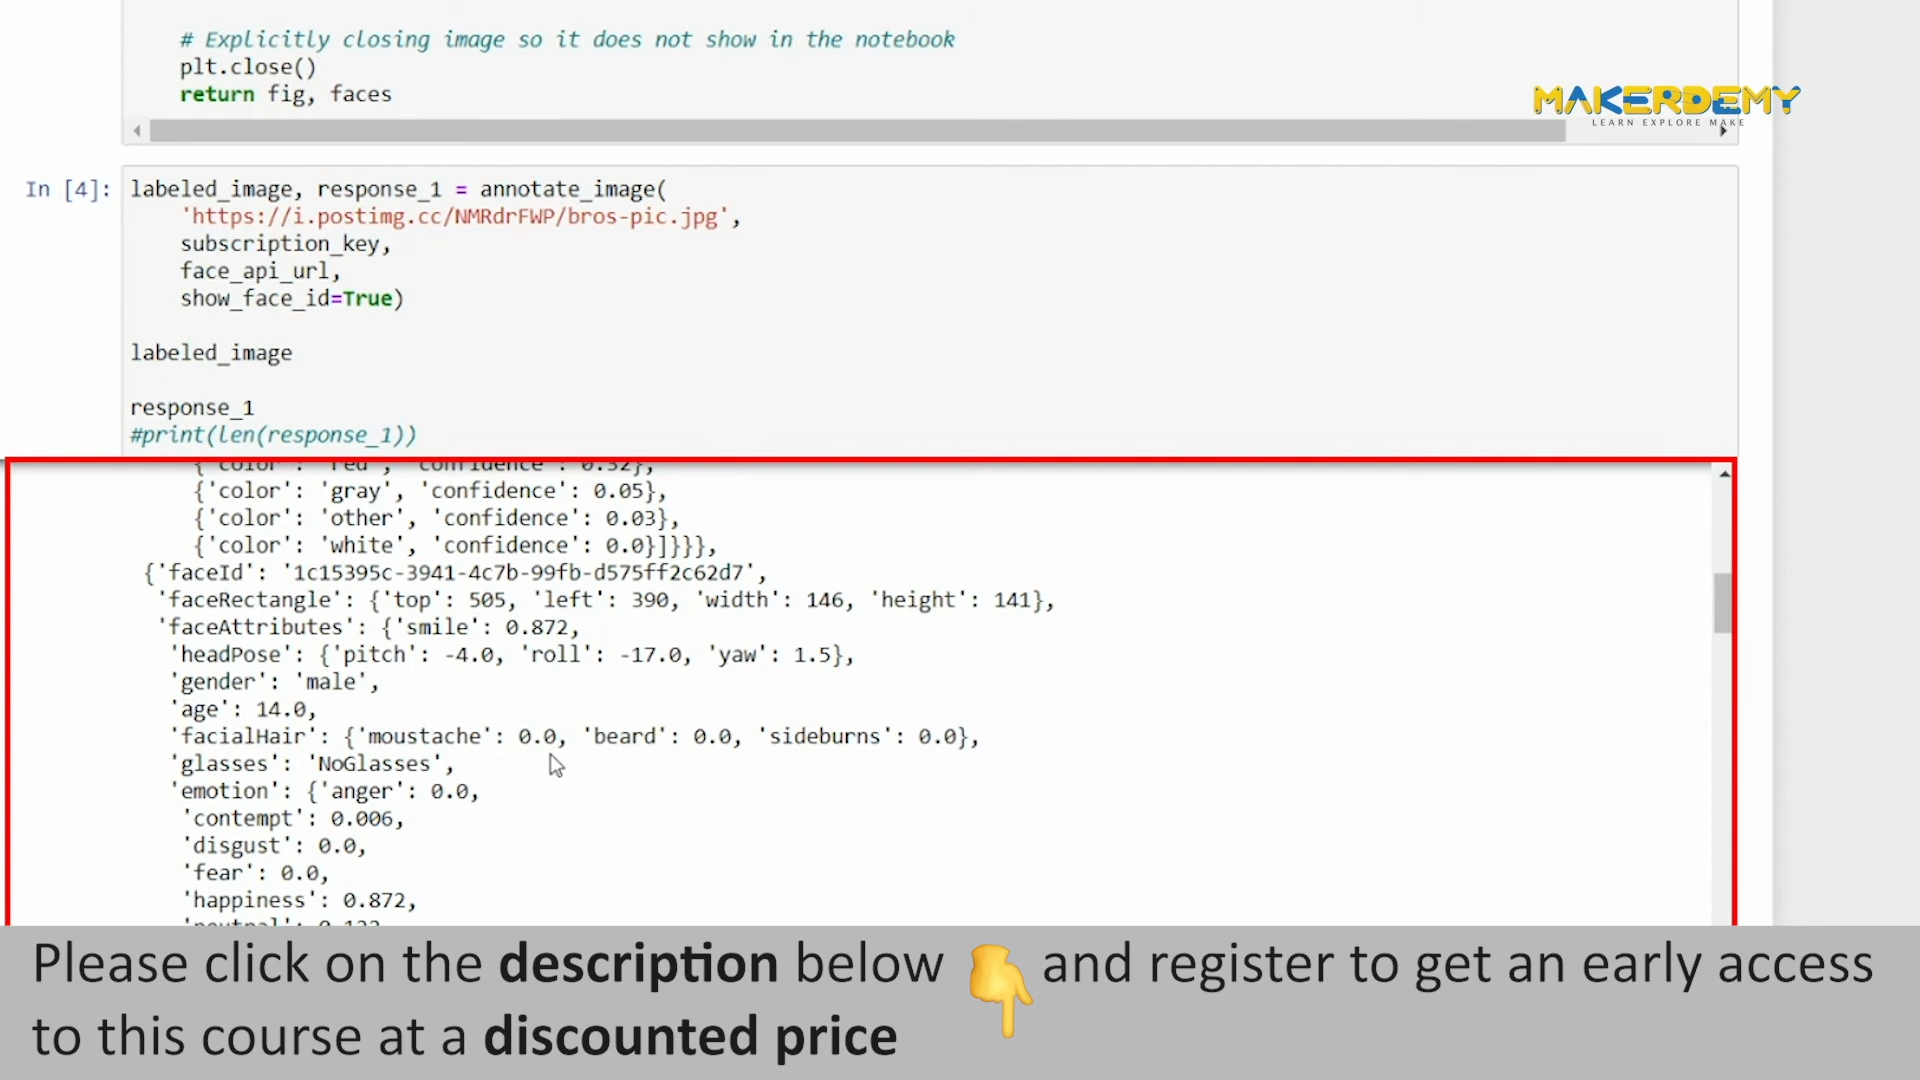 # Explicitly closing image so it does not show in the notebook
plt.close()
return fig, faces
MAKERDEMY
LEARN EXPLORE MAKE
In [4]: labeled_image, response_1 = annotate_image(
'https://i.postimg.cc/NMRdrFWP/bros-pic.jpg',
subscription_key,
face_api_url,
show_face_id=True)
labeled_image
response_1
#print(len(response_1))
{'color': 'red', 'confidence': 0.32},
{'color': 'gray', 'confidence': 0.05},
{'color': 'other', 'confidence': 0.03},
{'color': 'white', 'confidence': 0.0}]}}},
{'faceId': '1c15395c-3941-4c7b-99fb-d575ff2c62d7',
'faceRectangle': {'top': 505, 'left': 390, 'width': 146, 'height': 141},
'faceAttributes': {'smile': 0.872,
'headPose': {'pitch': -4.0, 'roll': -17.0, 'yaw': 1.5},
'gender': 'male',
'age': 14.0,
'facialHair': {'moustache': 0.0, 'beard': 0.0, 'sideburns': 0.0},
'glasses': 'NoGlasses',
'emotion': {'anger': 0.0,
'contempt': 0.006,
'disgust': 0.0,
'fear': 0.0,
'happiness': 0.872,
Please click on the description below and register to get an early access
to this course at a discounted price